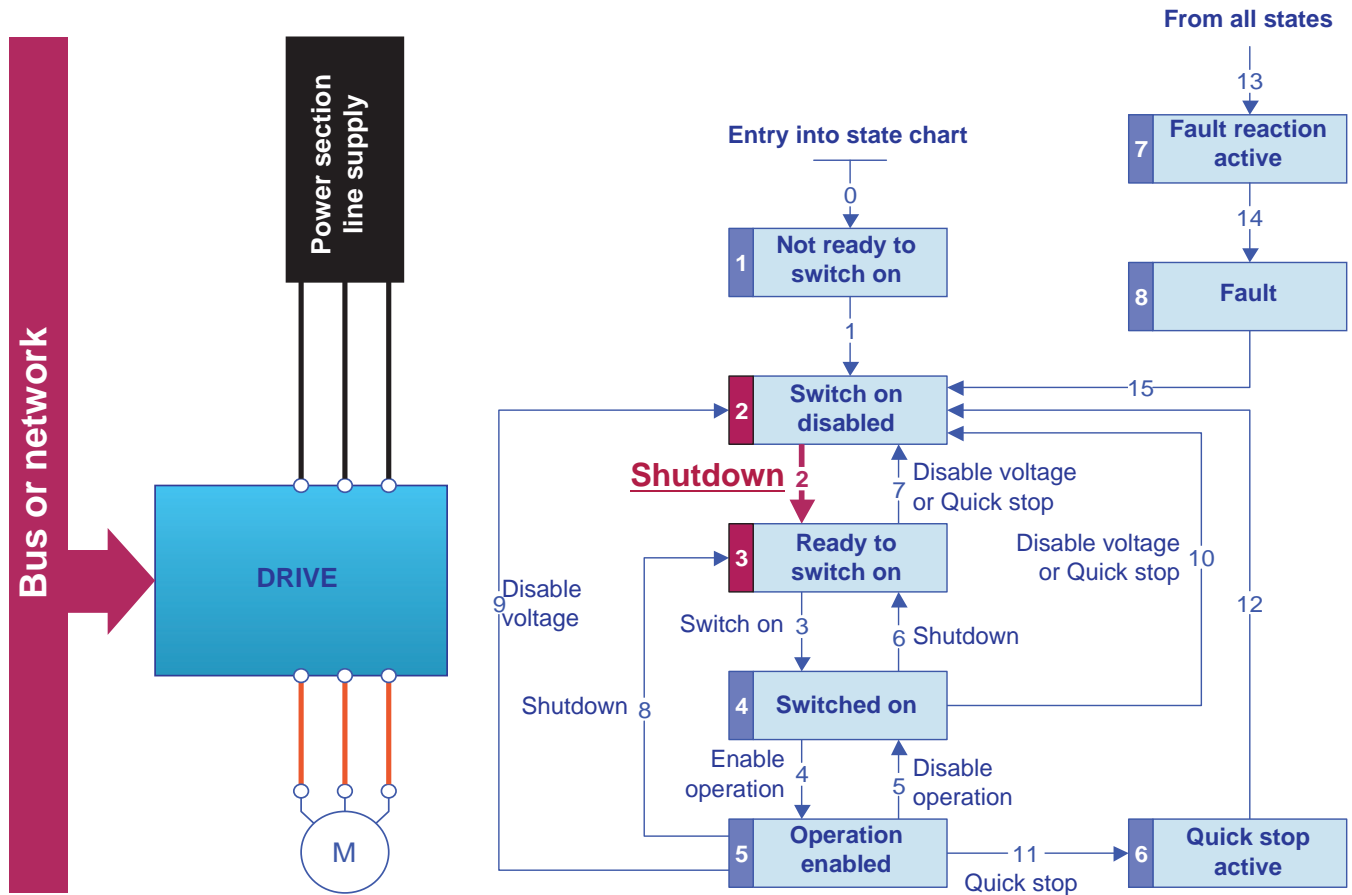 Bus or network
Power section
line supply
DRIVE
M
From all states
13
7
Fault reaction
active
14
8
Fault
15
Entry into state chart
0
1
Not ready to
switch on
1
2
Switch on
disabled
Shutdown 2
7
Disable voltage
or Quick stop
3
Ready to
switch on
Disable voltage
or Quick stop
10
12
9
Disable
voltage
Switch on 3
6 Shutdown
Shutdown 8
4
Switched on
Enable
operation
4
5
Disable
operation
5
Operation
enabled
11
Quick stop
6
Quick stop
active